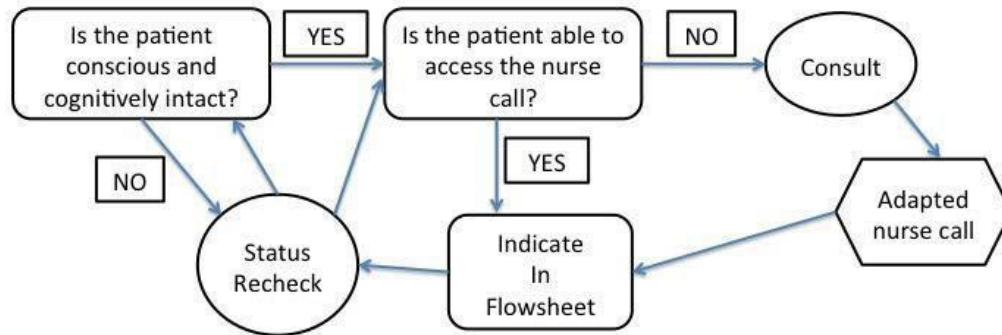 Is the patient
conscious and
cognitively intact?
YES
Is the patient able to
access the nurse
call?
NO
Consult
NO
YES
Adapted
nurse call
Status
Recheck
Indicate
In
Flowsheet